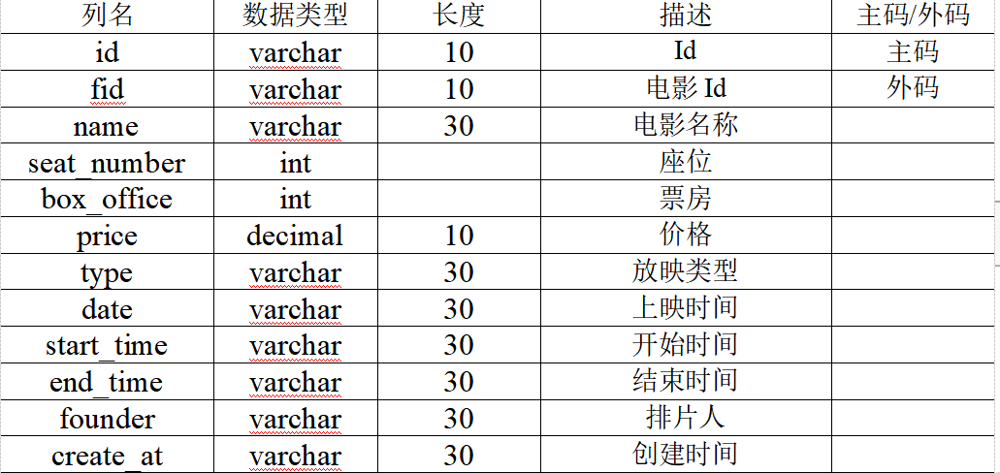 列名 数据类型 长度 描述 主码/外码
id varchar 10 Id 主码
fid varchar 10 电影 Id 外码
name varchar 30 电影名称
seat_number int 座位
box_office int 票房
price decimal 10 价格
type varchar 30 放映类型
date varchar 30 上映时间
start_time varchar 30 开始时间
end_time varchar 30 结束时间
founder varchar 30 排片人
create_at varchar 30 创建时间